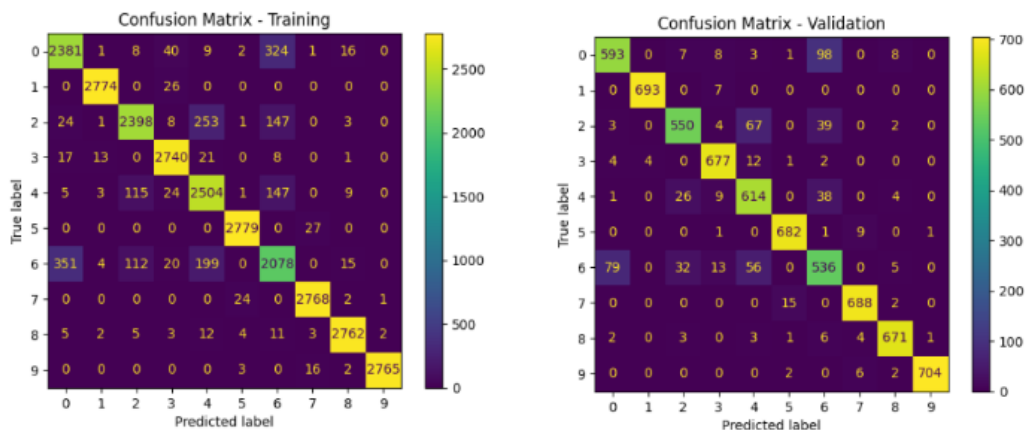 Confusion Matrix - Training
0 2381 1 8 40 9 2 324 1 16 0
1 0 2774 0 26 0 0 0 0 0 0
2 24 1 2398 8 253 1 147 0 3 0
3 17 13 0 2740 21 0 8 0 1 0
4 5 3 115 24 2504 1 147 0 9 0
5 0 0 0 0 0 2779 0 27 0 0
6 351 4 112 20 199 0 2078 0 15 0
7 0 0 0 0 0 24 0 2768 2 1
8 5 2 5 3 12 4 11 3 2762 2
9 0 0 0 0 0 3 0 16 2 2765
0 1 2 3 4 5 6 7 8 9
Predicted label
True label
2500
2000
1500
1000
500
0
Confusion Matrix - Validation
0 593 0 7 8 3 1 98 0 8 0
1 0 693 0 7 0 0 0 0 0 0
2 3 0 550 4 67 0 39 0 2 0
3 4 4 0 677 12 1 2 0 0 0
4 1 0 26 9 614 0 38 0 4 0
5 0 0 0 1 0 682 1 9 0 1
6 79 0 32 13 56 0 536 0 5 0
7 0 0 0 0 0 15 0 688 2 0
8 2 0 3 0 3 1 6 4 671 1
9 0 0 0 0 0 2 0 6 2 704
0 1 2 3 4 5 6 7 8 9
Predicted label
True label
700
600
500
400
300
200
100
0